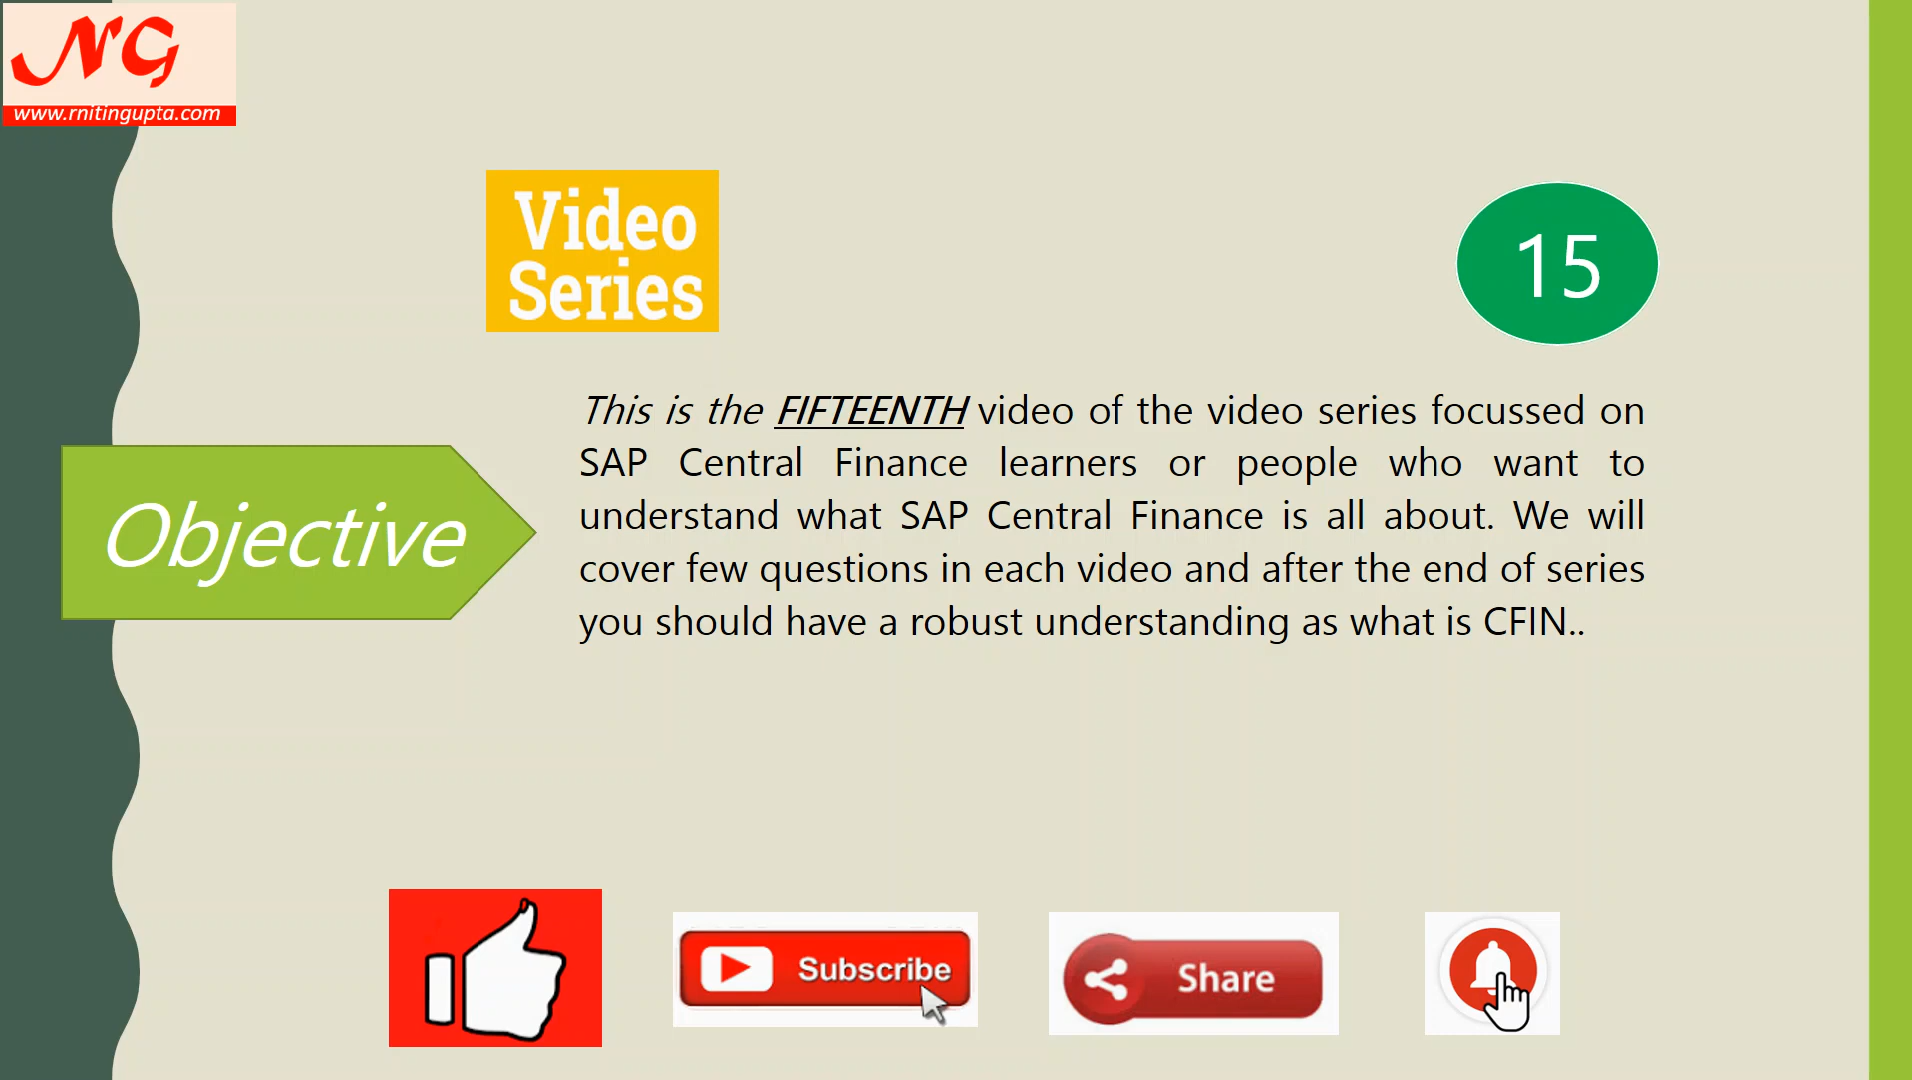 NG
www.rnitingupta.com
Video
Series
15
Objective
This is the FIFTEENTH video of the video series focussed on
SAP Central Finance learners or people who want to
understand what SAP Central Finance is all about. We will
cover few questions in each video and after the end of series
you should have a robust understanding as what is CFIN..
Subscribe
Share